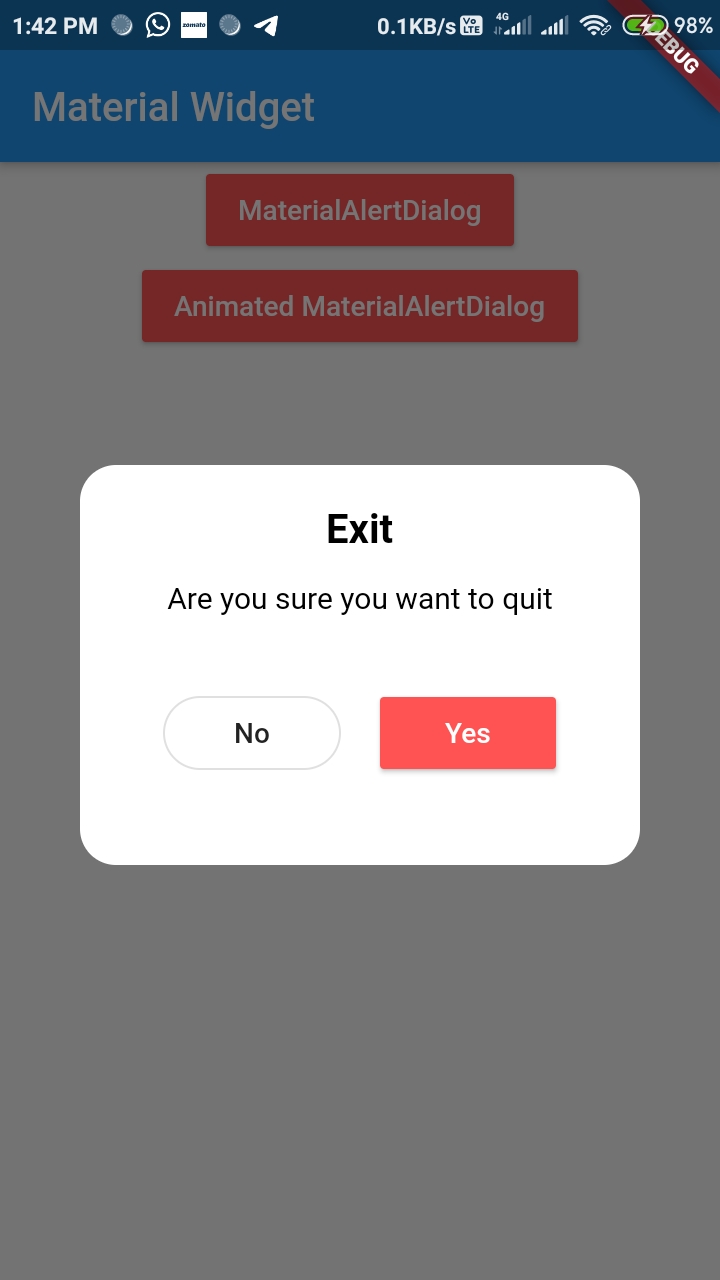 1:42 PM zomato 0.1KB/s Vo LTE 4G 98%
DEBUG
Material Widget
MaterialAlertDialog
Animated MaterialAlertDialog
Exit
Are you sure you want to quit
No Yes